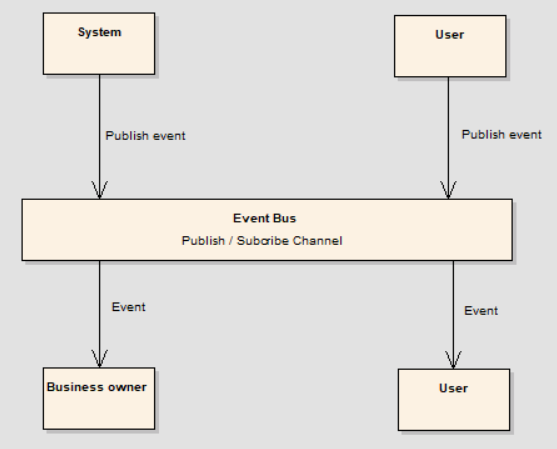 System
User
Publish event
Publish event
Event Bus
Publish / Subcribe Channel
Event
Event
Business owner
User